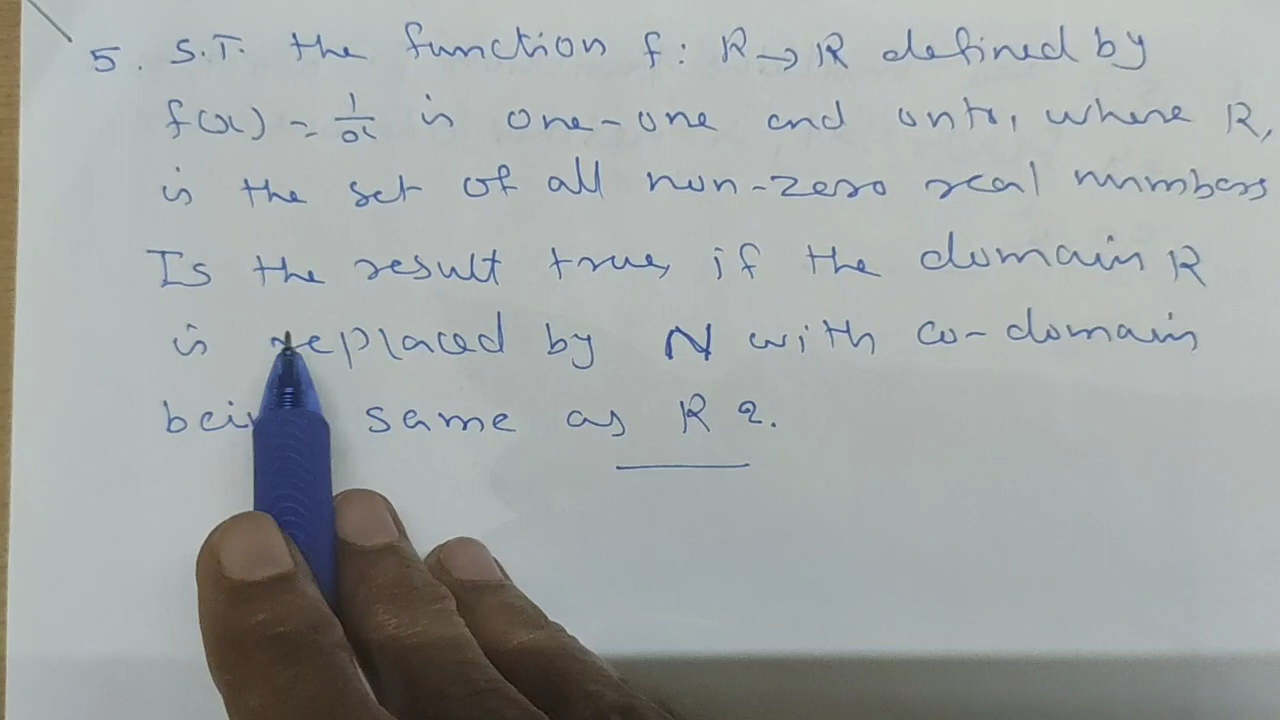 5. S.T. the function f: R→R defined by
f(x) = 1/x is one-one and onto, where R,
is the set of all non-zero real numbers
Is the result true, if the domain R
is replaced by N with co-domain
being same as R ?.